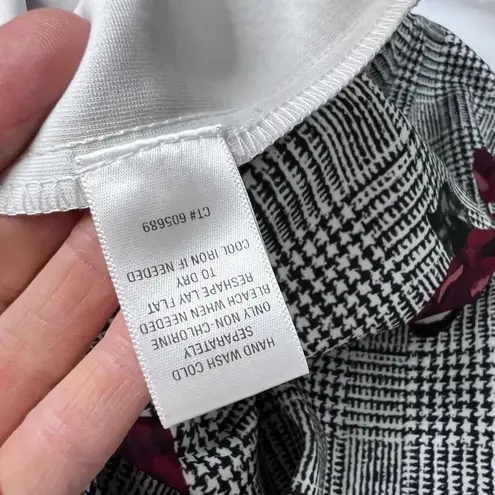 HAND WASH COLD
SEPARATELY
ONLY NON-CHLORINE
BLEACH WHEN NEEDED
RESHAPE LAY FLAT
TO DRY
COOL IRON IF NEEDED
CT# 605689